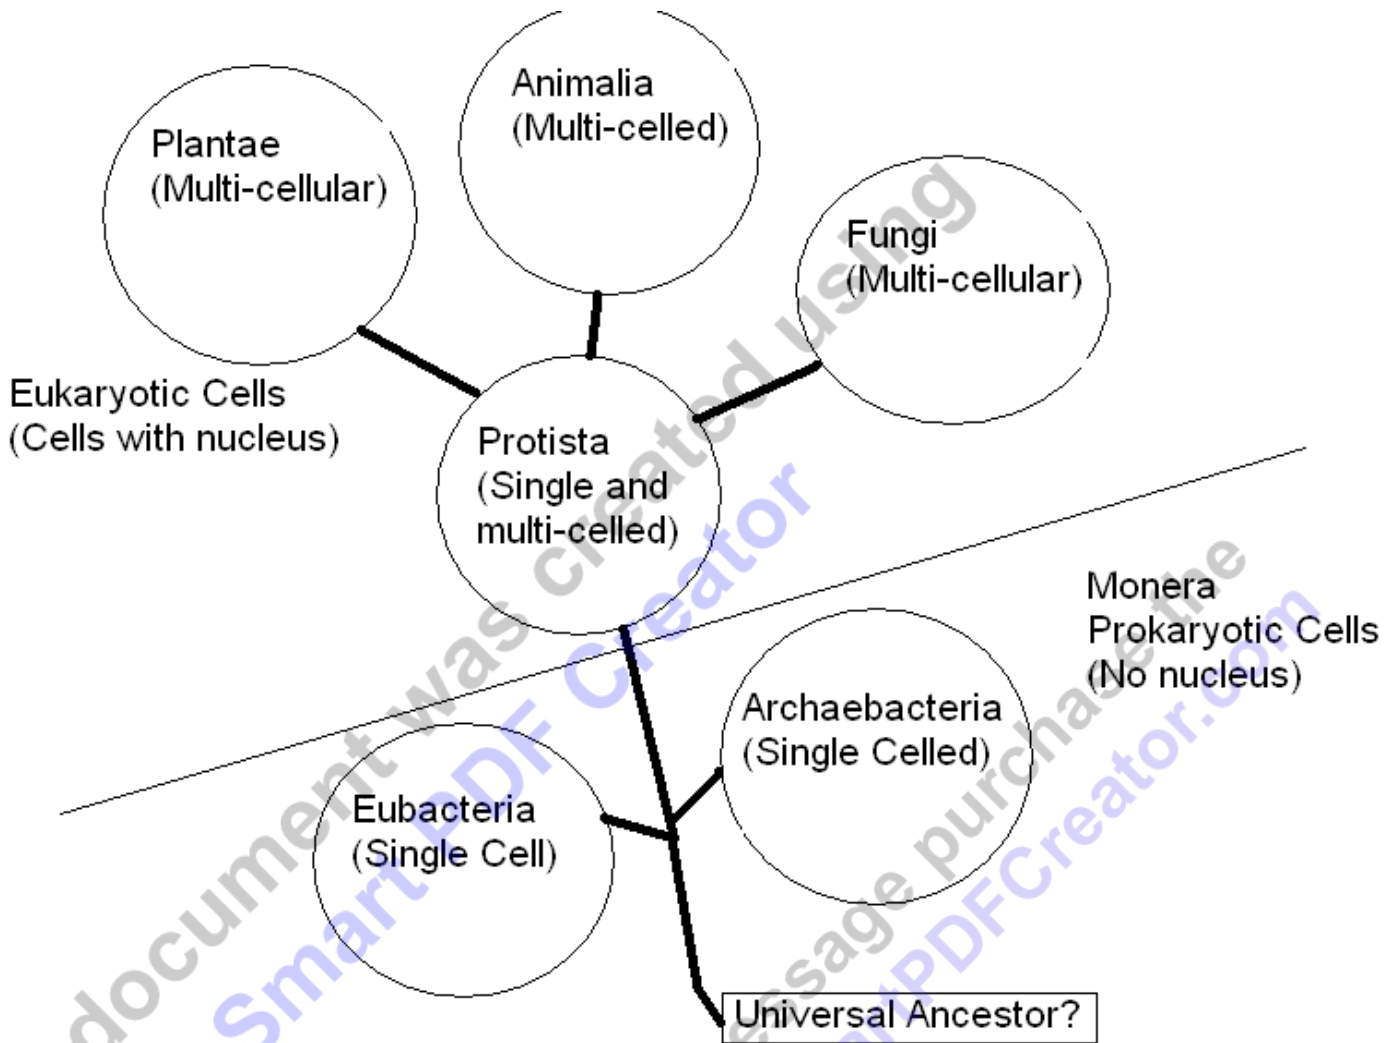 Animalia
(Multi-celled)
Plantae
(Multi-cellular)
Fungi
(Multi-cellular)
Eukaryotic Cells
(Cells with nucleus)
Protista
(Single and
multi-celled)
Monera
Prokaryotic Cells
(No nucleus)
Archaebacteria
(Single Celled)
Eubacteria
(Single Cell)
Universal Ancestor?
document was created using
Smart PDF Creator
message purchase the
SmartPDFCreator.com